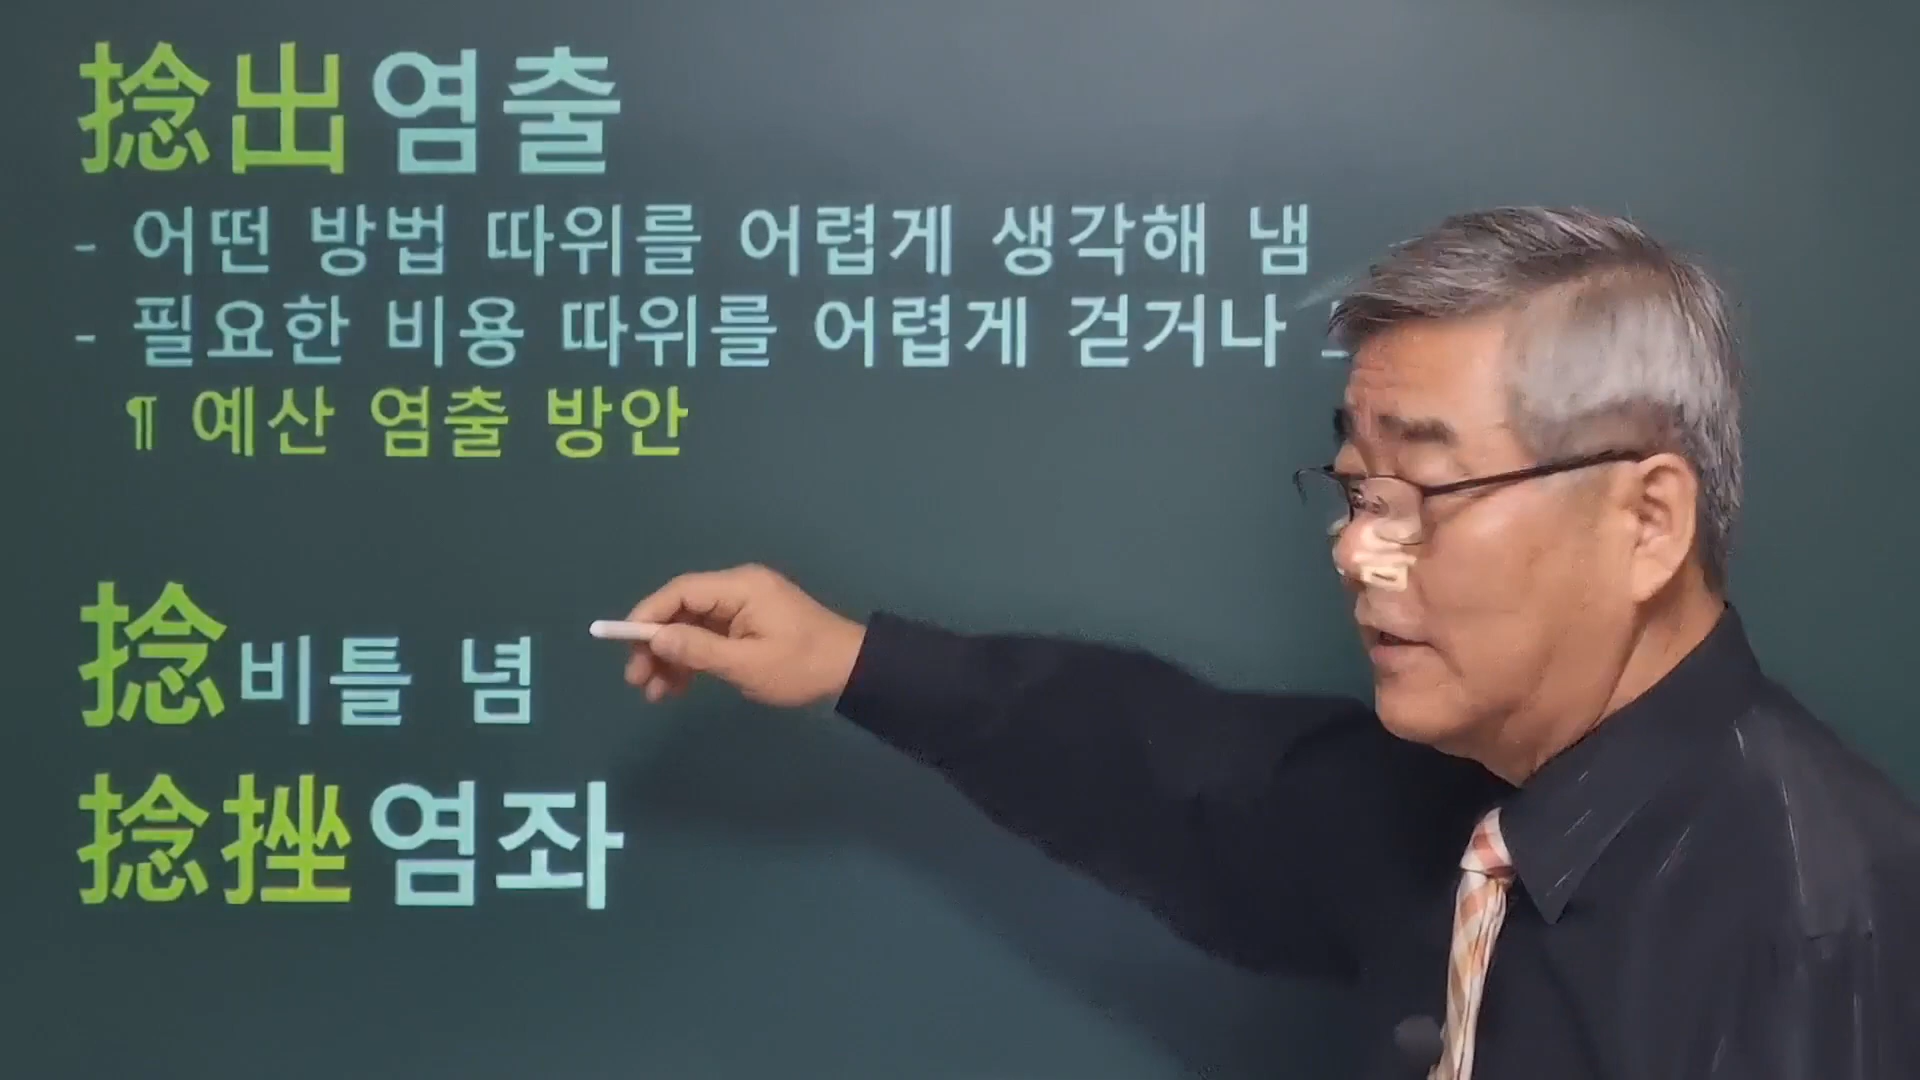 捻出염출
- 어떤 방법 따위를 어렵게 생각해 냄
- 필요한 비용 따위를 어렵게 걷거나
¶ 예산 염출 방안
捻비틀 념
捻挫염좌